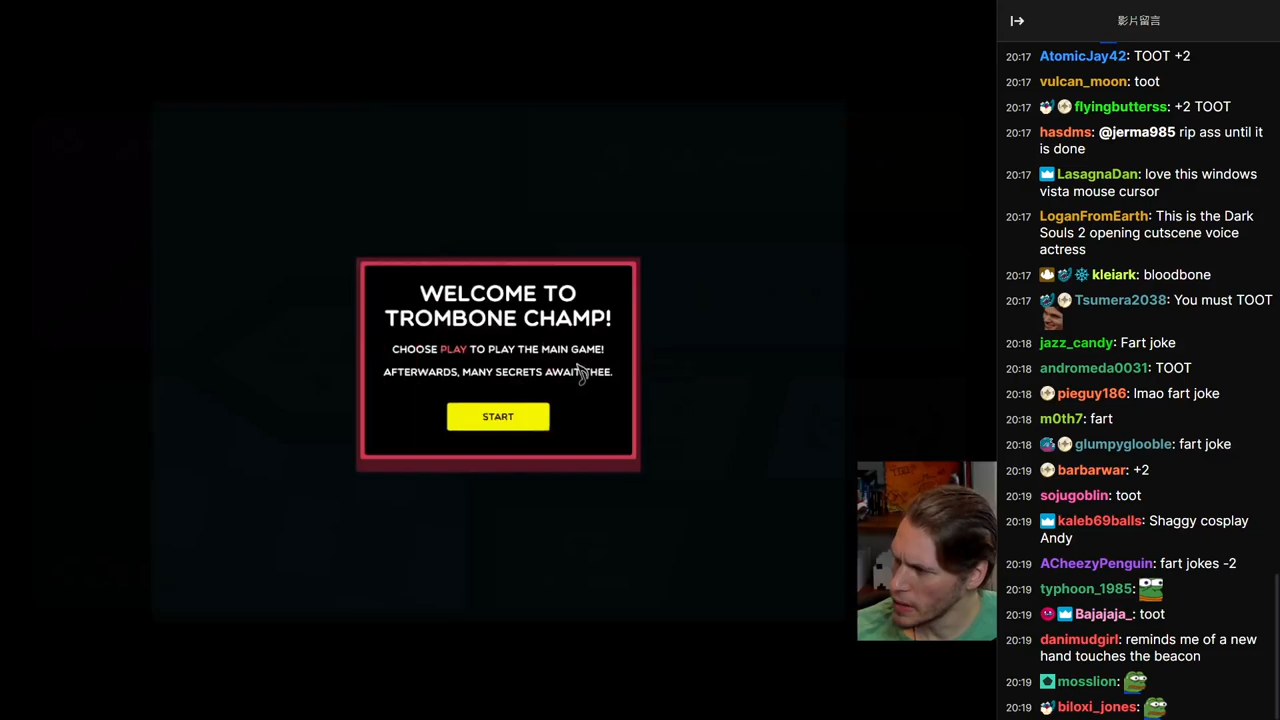 WELCOME TO
TROMBONE CHAMP!
CHOOSE PLAY TO PLAY THE MAIN GAME!
AFTERWARDS, MANY SECRETS AWAIT THEE.
START
影片留言
20:17 AtomicJay42: TOOT +2
20:17 vulcan_moon: toot
20:17 flyingbutterss: +2 TOOT
20:17 hasdms: @jerma985 rip ass until it
is done
20:17 LasagnaDan: love this windows
vista mouse cursor
20:17 LoganFromEarth: This is the Dark
Souls 2 opening cutscene voice
actress
20:17 kleiark: bloodbone
20:17 Tsumera2038: You must TOOT
20:18 jazz_candy: Fart joke
20:18 andromeda0031: TOOT
20:18 pieguy186: lmao fart joke
20:18 m0th7: fart
20:18 glumpyglooble: fart joke
20:19 barbarwar: +2
20:19 sojugoblin: toot
20:19 kaleb69balls: Shaggy cosplay
Andy
20:19 ACheezyPenguin: fart jokes -2
20:19 typhoon_1985:
20:19 Bajajaja_: toot
20:19 danimudgirl: reminds me of a new
hand touches the beacon
20:19 mosslion:
20:19 biloxi_jones: